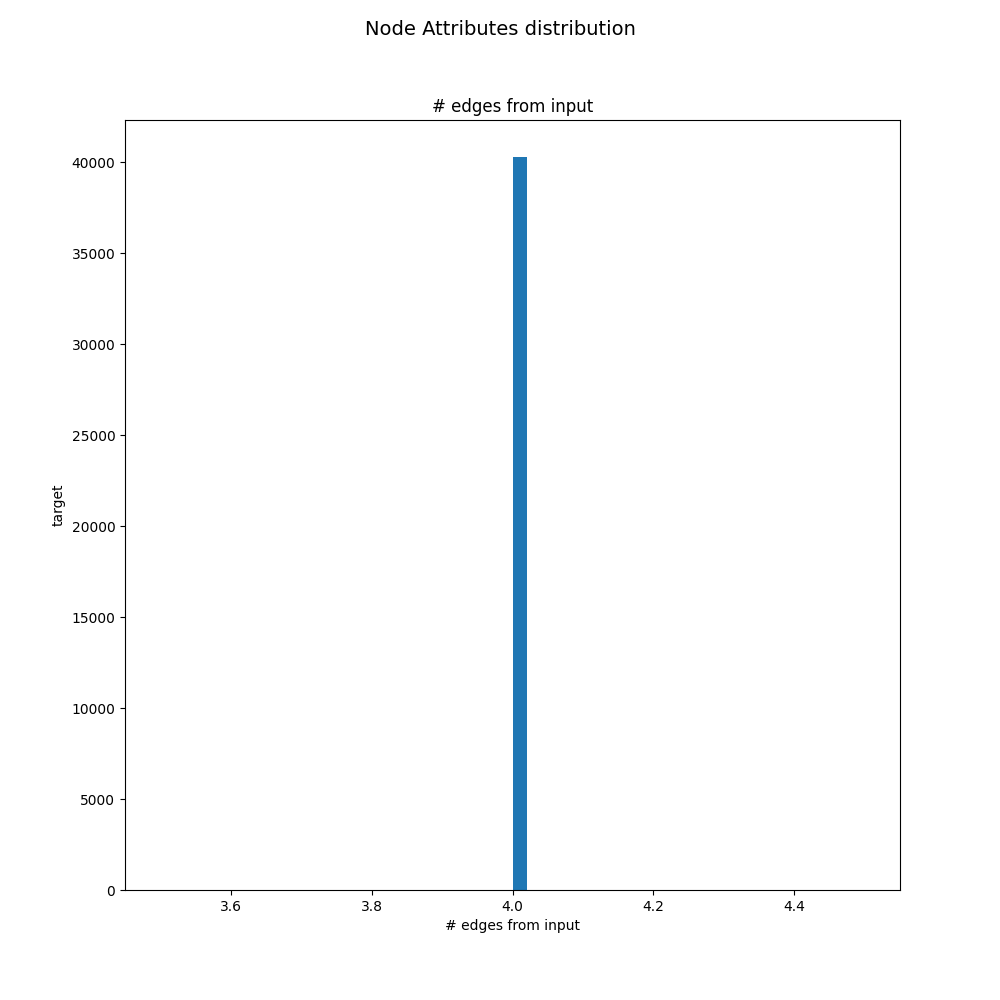 Node Attributes distribution
# edges from input
40000
35000
30000
25000
20000
15000
10000
5000
0
target
3.6 3.8 4.0 4.2 4.4
# edges from input